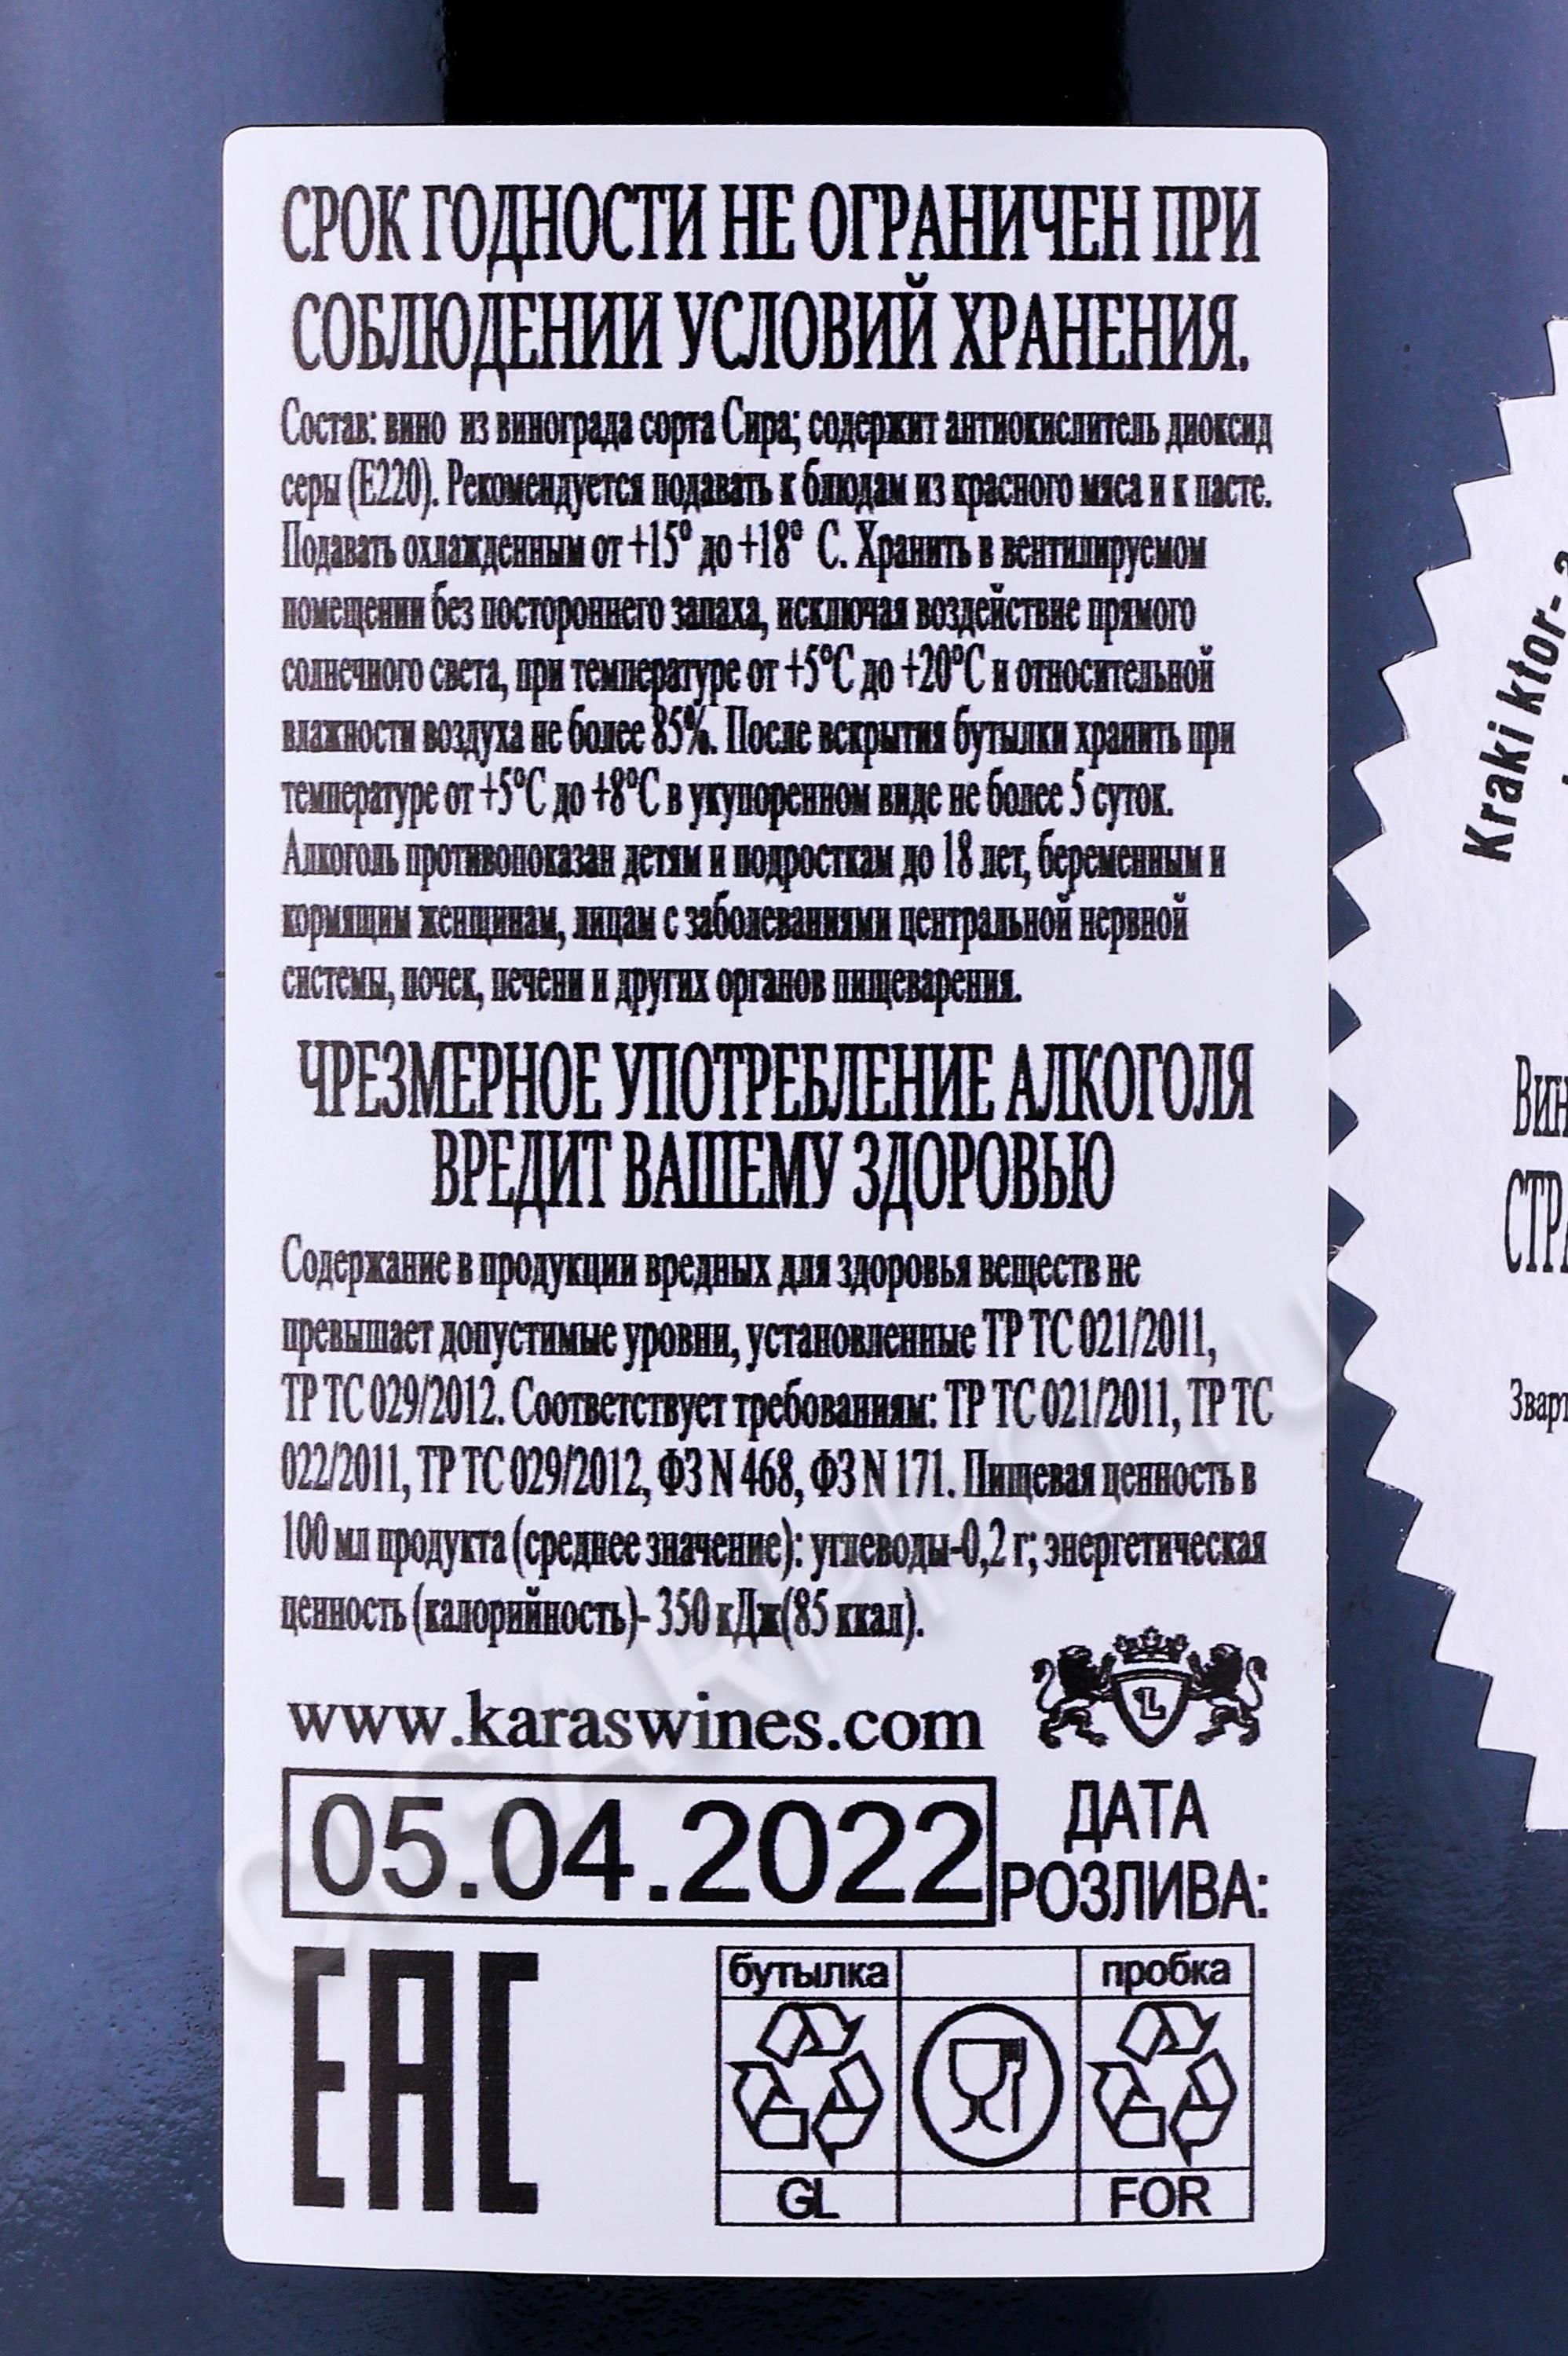 СРОК ГОДНОСТИ НЕ ОГРАНИЧЕН ПРИ
СОБЛЮДЕНИИ УСЛОВИЙ ХРАНЕНИЯ.
Состав: вино из винограда сорта Сира; содержит антиокислитель диоксид
серы (Е220). Рекомендуется подавать к блюдам из красного мяса и к пасте.
Подавать охлажденным от +15° до +18° С. Хранить в вентилируемом
помещении без постороннего запаха, исключая воздействие прямого
солнечного света, при температуре от +5°С до +20°С и относительной
влажности воздуха не более 85%. После вскрытия бутылки хранить при
температуре от +5°С до +8°С в укупоренном виде не более 5 суток.
Алкоголь противопоказан детям и подросткам до 18 лет, беременным и
кормящим женщинам, лицам с заболеваниями центральной нервной
системы, почек, печени и других органов пищеварения.
ЧРЕЗМЕРНОЕ УПОТРЕБЛЕНИЕ АЛКОГОЛЯ
ВРЕДИТ ВАШЕМУ ЗДОРОВЬЮ
Содержание в продукции вредных для здоровья веществ не
превышает допустимые уровни, установленные ТР ТС 021/2011,
ТР ТС 029/2012. Соответствует требованиям: ТР ТС 021/2011, ТР ТС
022/2011, ТР ТС 029/2012, ФЗ N 468, ФЗ N 171. Пищевая ценность в
100 мл продукта (среднее значение): углеводы-0,2 г; энергетическая
ценность (калорийность)- 350 кДж(85 ккал).
www.karaswines.com
05.04.2022
ДАТА
РОЗЛИВА:
EAC
бутылка
пробка
GL
FOR
Kraki ktor-
CIGARPRO.ru